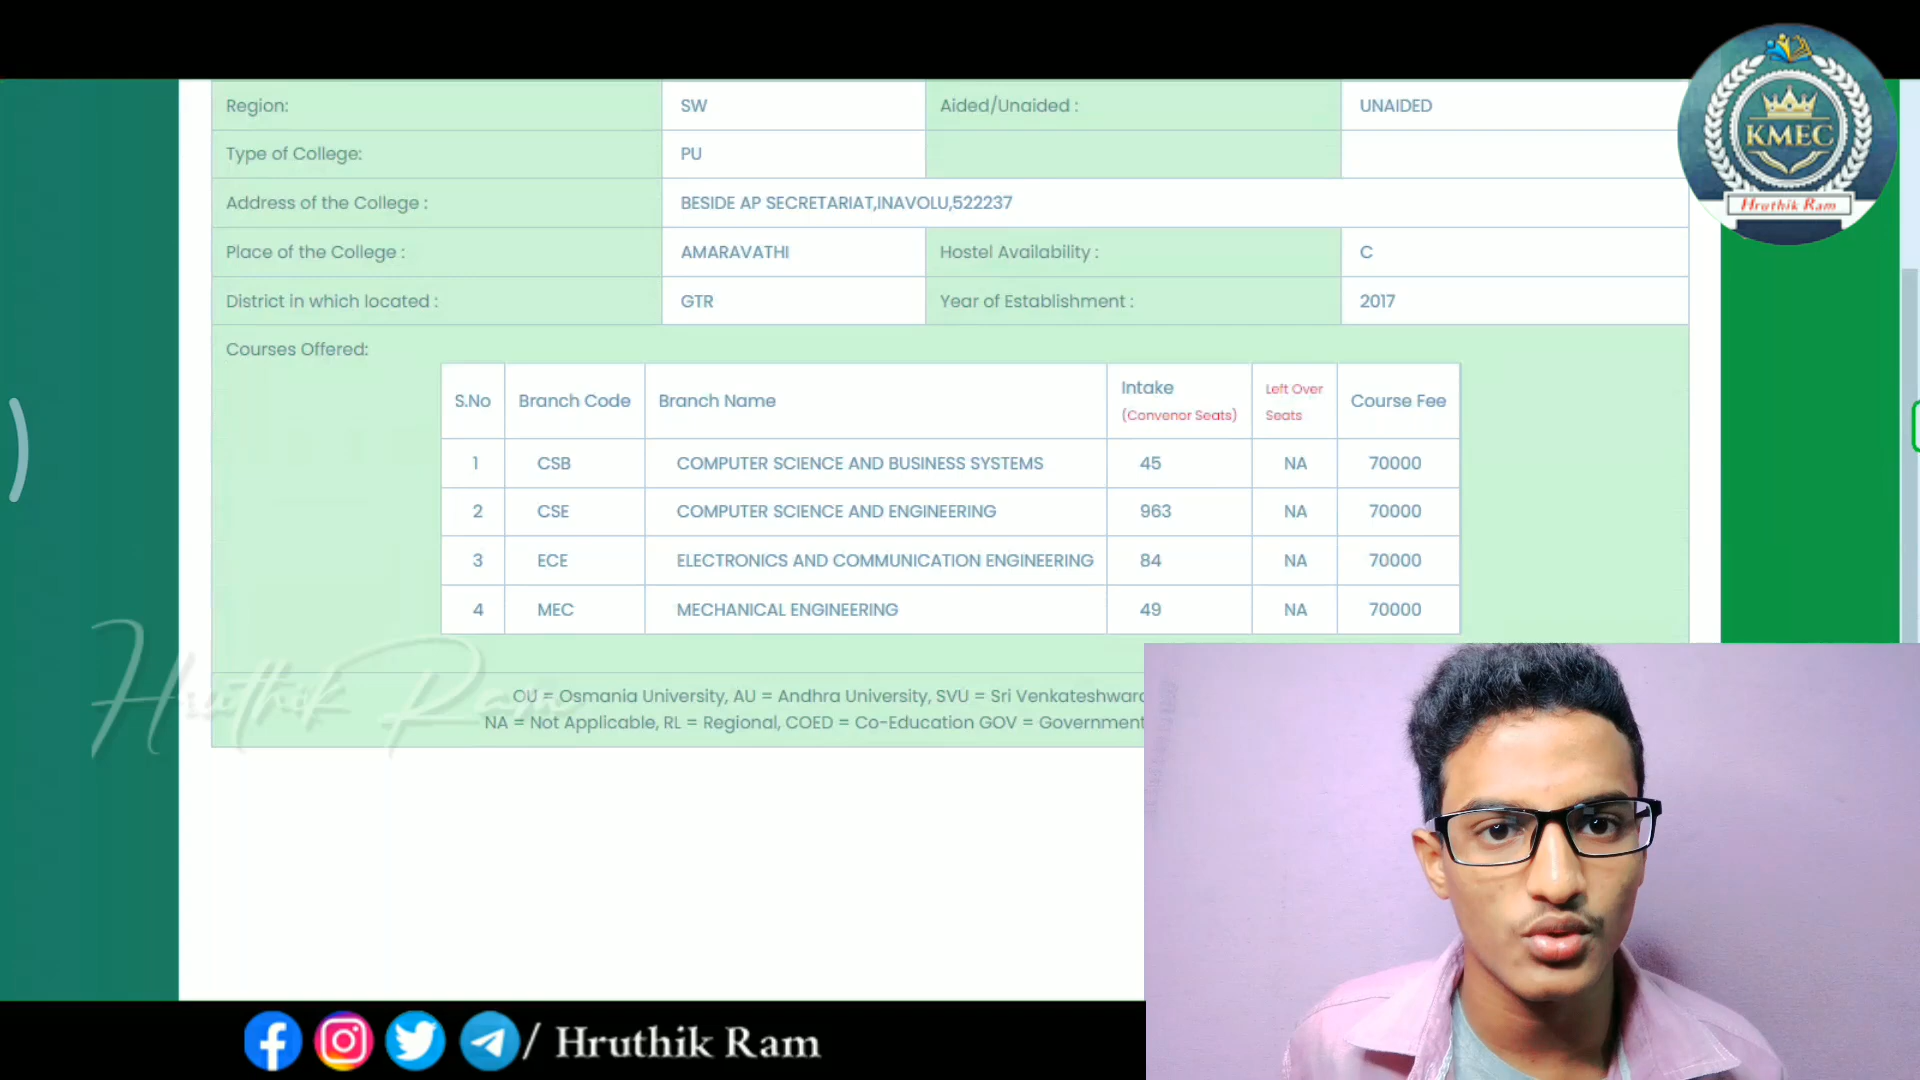 Region: SW Aided/Unaided : UNAIDED
Type of College: PU
KMEC
Address of the College : BESIDE AP SECRETARIAT,INAVOLU,522237
Hruthik Ram
Place of the College : AMARAVATHI Hostel Availability : C
District in which located : GTR Year of Establishment : 2017
Courses Offered:
S.No Branch Code Branch Name Intake (Convenor Seats) Left Over Seats Course Fee
1 CSB COMPUTER SCIENCE AND BUSINESS SYSTEMS 45 NA 70000
2 CSE COMPUTER SCIENCE AND ENGINEERING 963 NA 70000
3 ECE ELECTRONICS AND COMMUNICATION ENGINEERING 84 NA 70000
4 MEC MECHANICAL ENGINEERING 49 NA 70000
Hruthik Ram
OU = Osmania University, AU = Andhra University, SVU = Sri Venkateshwar
NA = Not Applicable, RL = Regional, COED = Co-Education GOV = Government
/ Hruthik Ram